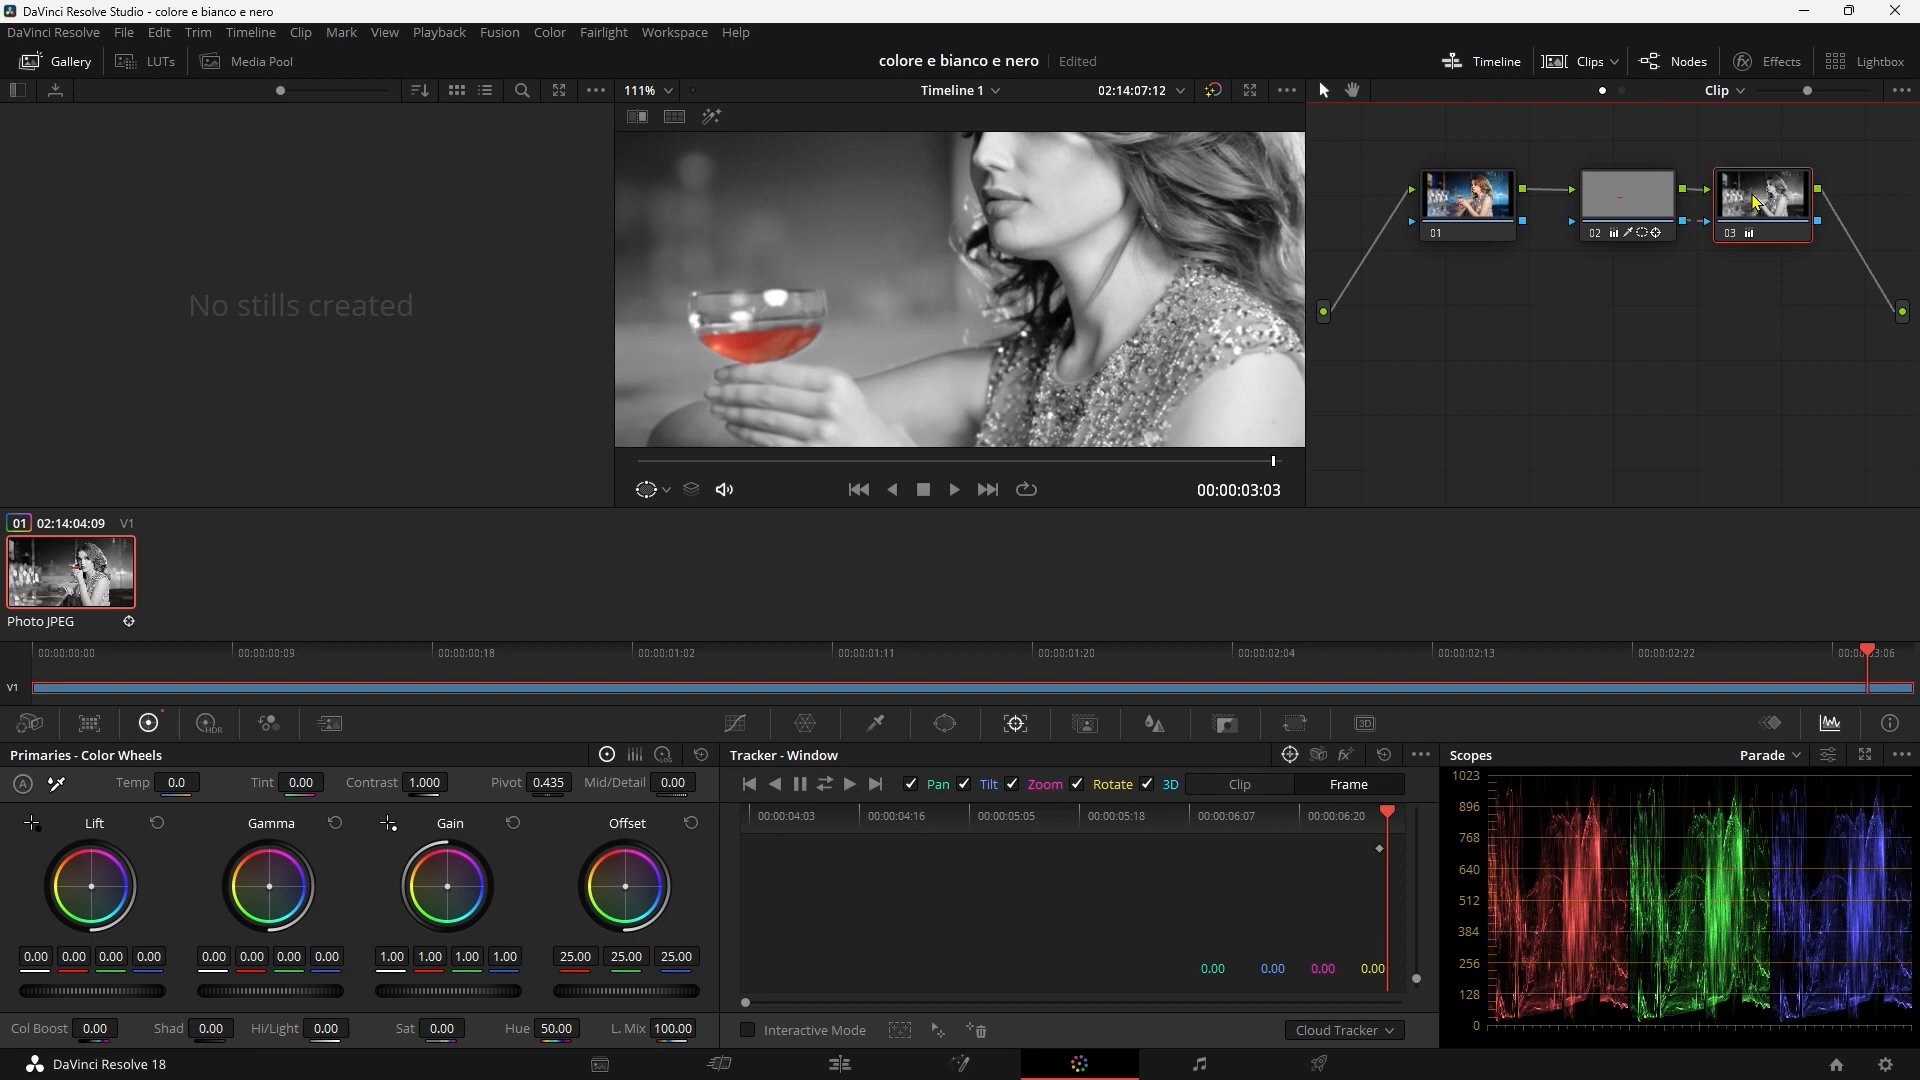 DaVinci Resolve Studio - colore e bianco e nero
DaVinci Resolve File Edit Trim Timeline Clip Mark View Playback Fusion Color Fairlight Workspace Help
Gallery LUTs Media Pool colore e bianco e nero Edited Timeline Clips Nodes Effects Lightbox
111% Timeline 1 02:14:07:12 Clip
01 02 03
No stills created
00:00:03:03
01 02:14:04:09 V1
Photo JPEG
00:00:00:00 00:00:00:09 00:00:00:18 00:00:01:02 00:00:01:11 00:00:01:20 00:00:02:04 00:00:02:13 00:00:02:22
V1
HDR 3D
Primaries - Color Wheels LOG Tracker - Window fx Scopes Parade
A Temp 0.0 Tint 0.00 Contrast 1.000 Pivot 0.435 Mid/Detail 0.00 Pan Tilt Zoom Rotate 3D Clip Frame
Lift Gamma Gain Offset
00:00:04:03 00:00:04:16 00:00:05:05 00:00:05:18 00:00:06:07 00:00:06:20
1023
896
768
640
512
384
256
128
0
0.00 0.00 0.00 0.00 0.00 0.00 0.00 0.00 1.00 1.00 1.00 1.00 25.00 25.00 25.00
0.00 0.00 0.00 0.00
Col Boost 0.00 Shad 0.00 Hi/Light 0.00 Sat 0.00 Hue 50.00 L. Mix 100.00 Interactive Mode Cloud Tracker
DaVinci Resolve 18